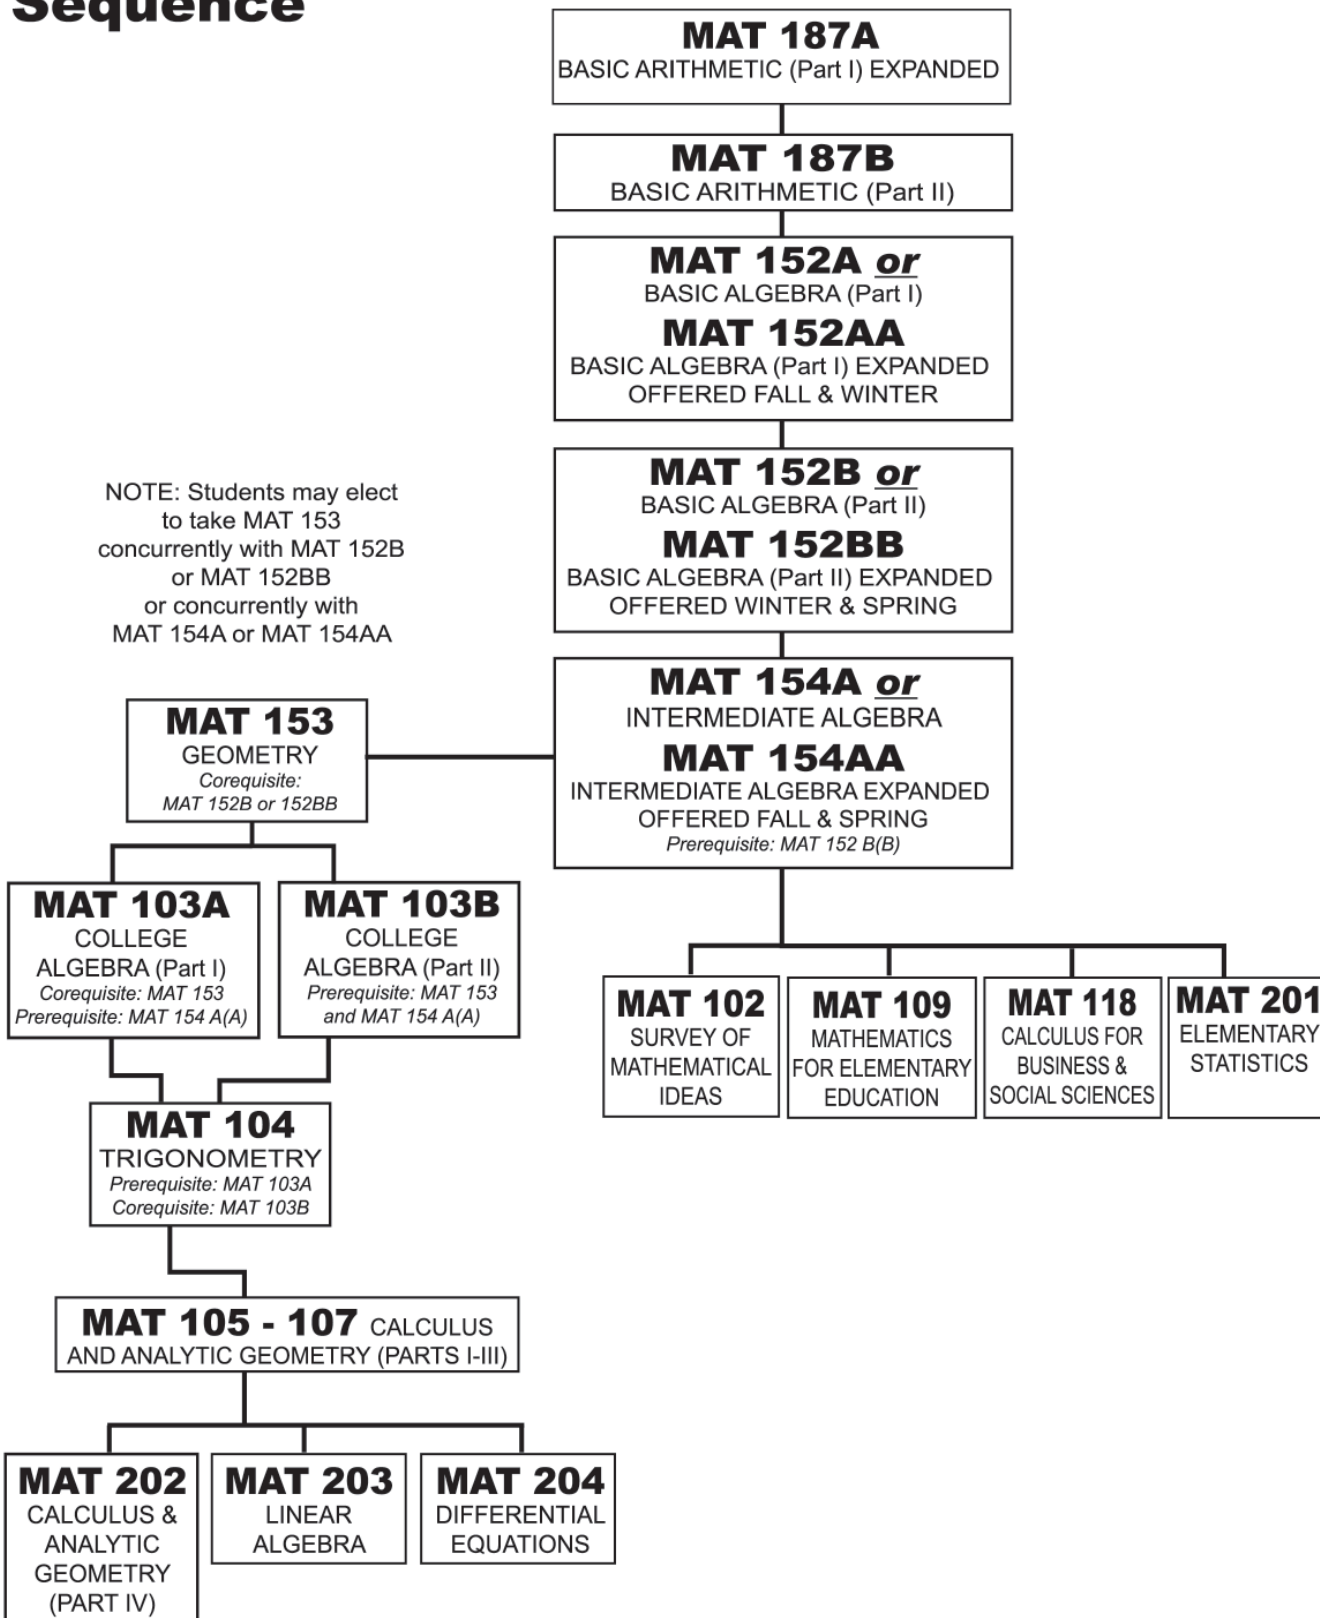 Sequence
MAT 187A
BASIC ARITHMETIC (Part I) EXPANDED
MAT 187B
BASIC ARITHMETIC (Part II)
MAT 152A or
BASIC ALGEBRA (Part I)
MAT 152AA
BASIC ALGEBRA (Part I) EXPANDED
OFFERED FALL & WINTER
MAT 152B or
BASIC ALGEBRA (Part II)
MAT 152BB
BASIC ALGEBRA (Part II) EXPANDED
OFFERED WINTER & SPRING
NOTE: Students may elect
to take MAT 153
concurrently with MAT 152B
or MAT 152BB
or concurrently with
MAT 154A or MAT 154AA
MAT 154A or
INTERMEDIATE ALGEBRA
MAT 154AA
INTERMEDIATE ALGEBRA EXPANDED
OFFERED FALL & SPRING
Prerequisite: MAT 152 B(B)
MAT 153
GEOMETRY
Corequisite:
MAT 152B or 152BB
MAT 103A
COLLEGE
ALGEBRA (Part I)
Corequisite: MAT 153
Prerequisite: MAT 154 A(A)
MAT 103B
COLLEGE
ALGEBRA (Part II)
Prerequisite: MAT 153
and MAT 154 A(A)
MAT 102
SURVEY OF
MATHEMATICAL
IDEAS
MAT 109
MATHEMATICS
FOR ELEMENTARY
EDUCATION
MAT 118
CALCULUS FOR
BUSINESS &
SOCIAL SCIENCES
MAT 201
ELEMENTARY
STATISTICS
MAT 104
TRIGONOMETRY
Prerequisite: MAT 103A
Corequisite: MAT 103B
MAT 105 - 107 CALCULUS
AND ANALYTIC GEOMETRY (PARTS I-III)
MAT 202
CALCULUS &
ANALYTIC
GEOMETRY
(PART IV)
MAT 203
LINEAR
ALGEBRA
MAT 204
DIFFERENTIAL
EQUATIONS